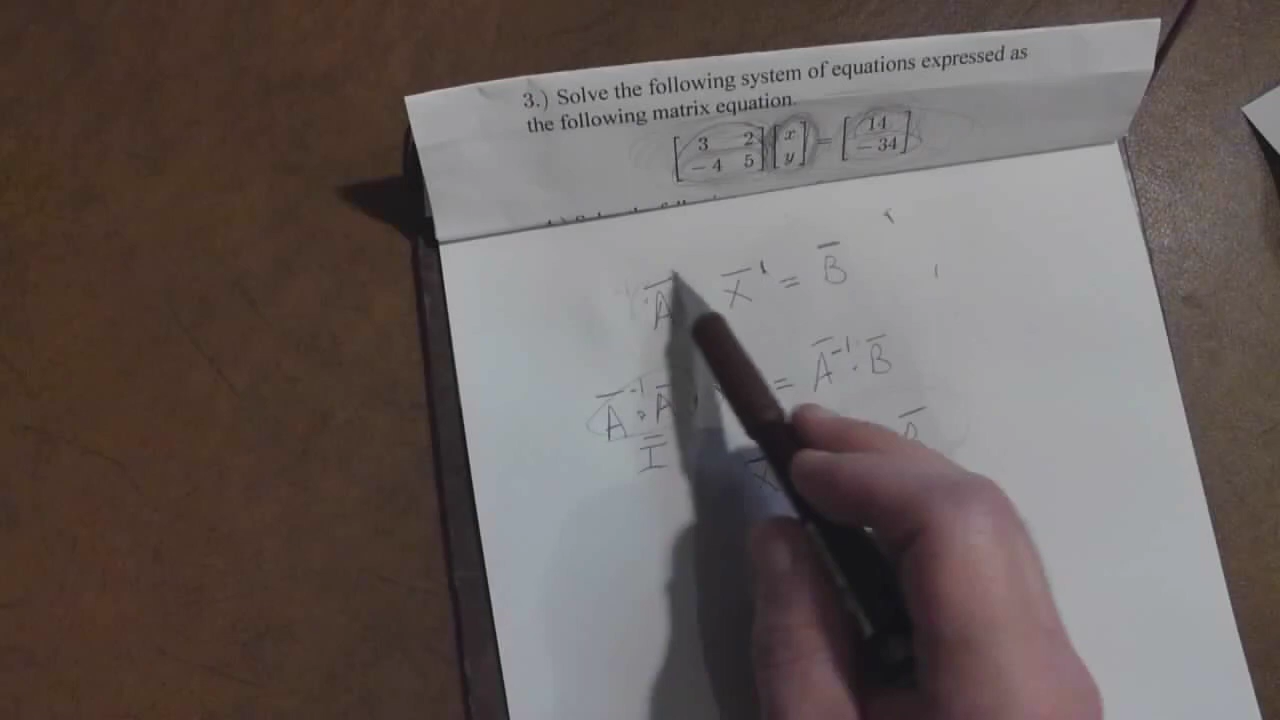 3.) Solve the following system of equations expressed as
the following matrix equation.
[3 2; -4 5] [x; y] = [14; -34]
A̅ X̅ ¹ = B̅
A̅⁻¹ · A̅ = A̅⁻¹ · B̅
I̅ X̅